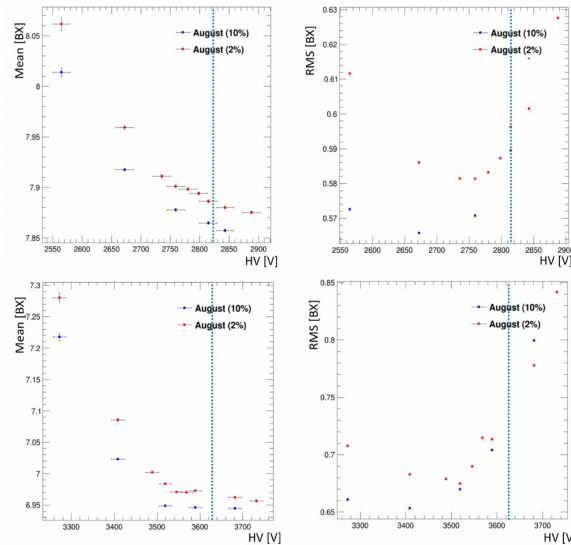 Mean [BX]
8.05
8
7.95
7.9
7.85
August (10%)
August (2%)
2550 2600 2650 2700 2750 2800 2850 2900
HV [V]
RMS [BX]
0.63
0.62
0.61
0.6
0.59
0.58
0.57
August (10%)
August (2%)
2550 2600 2650 2700 2750 2800 2850 2900
HV [V]
Mean [BX]
7.3
7.25
7.2
7.15
7.1
7.05
7
6.95
August (10%)
August (2%)
3300 3400 3500 3600 3700
HV [V]
RMS [BX]
0.85
0.8
0.75
0.7
0.65
August (10%)
August (2%)
3300 3400 3500 3600 3700
HV [V]